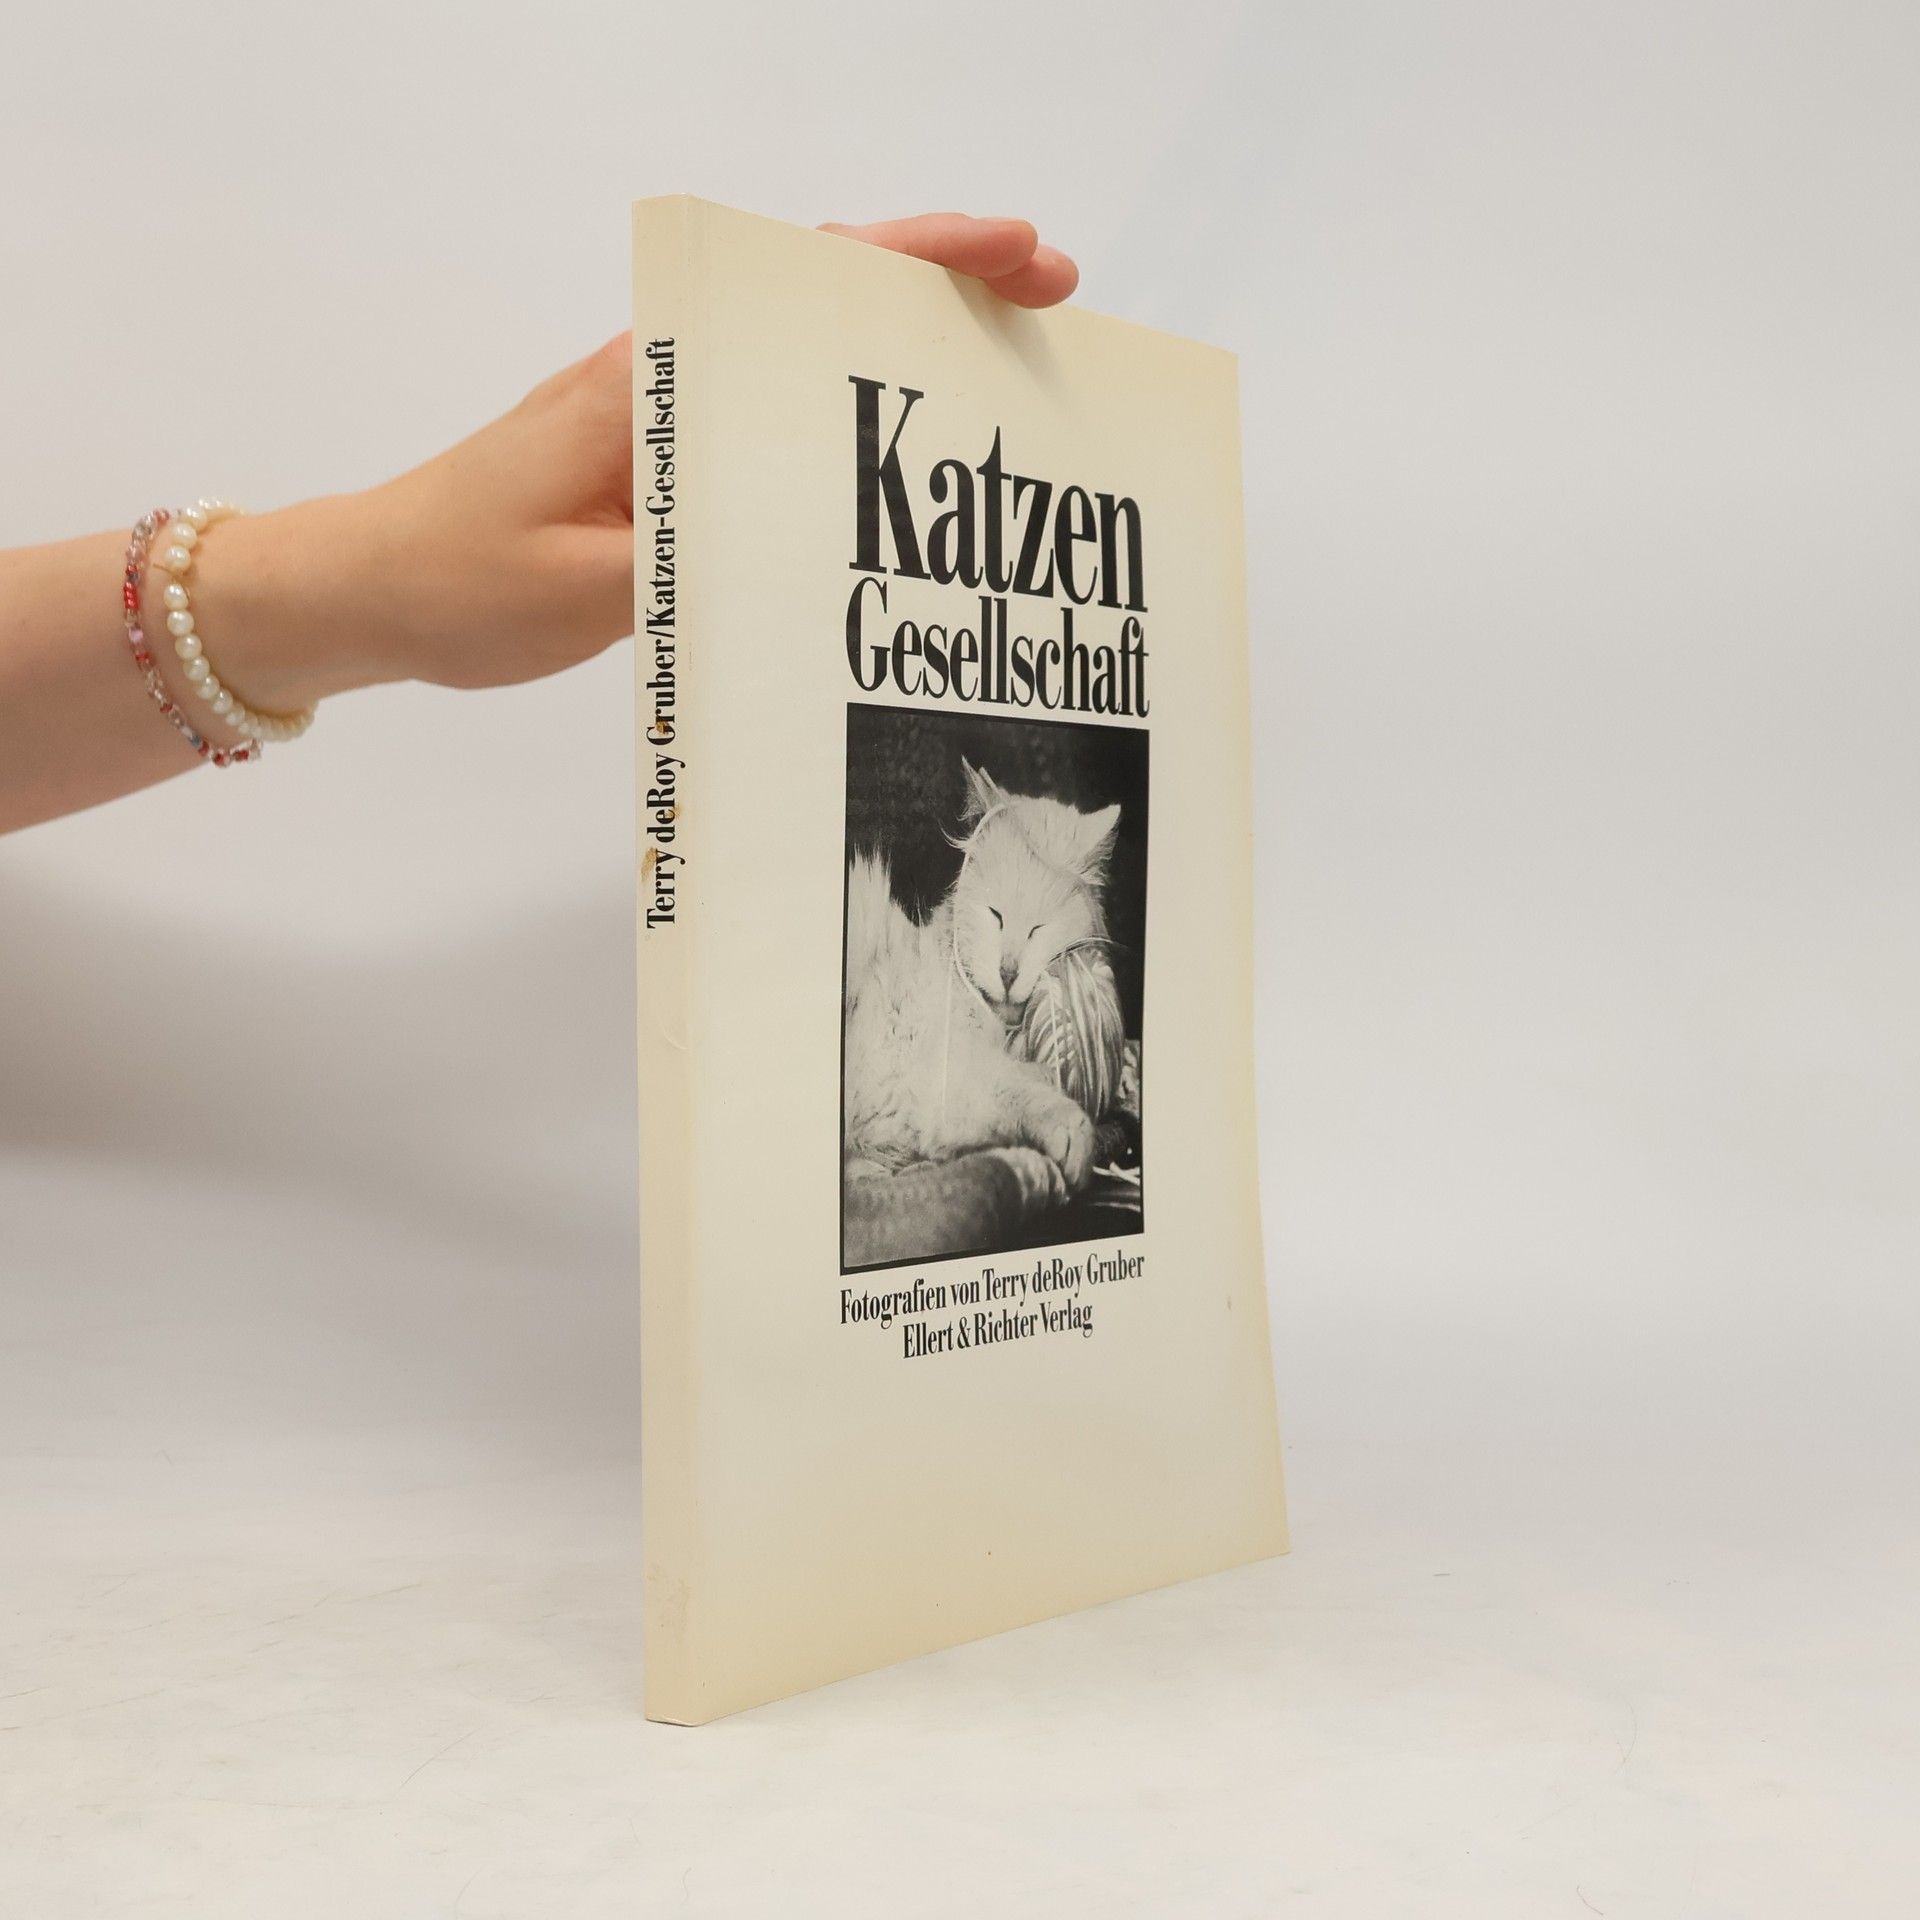 Terry deRoy Gruber/Katzen-Gesellschaft
Katzen
Gesellschaft
Fotografien von Terry deRoy Gruber
Ellert & Richter Verlag